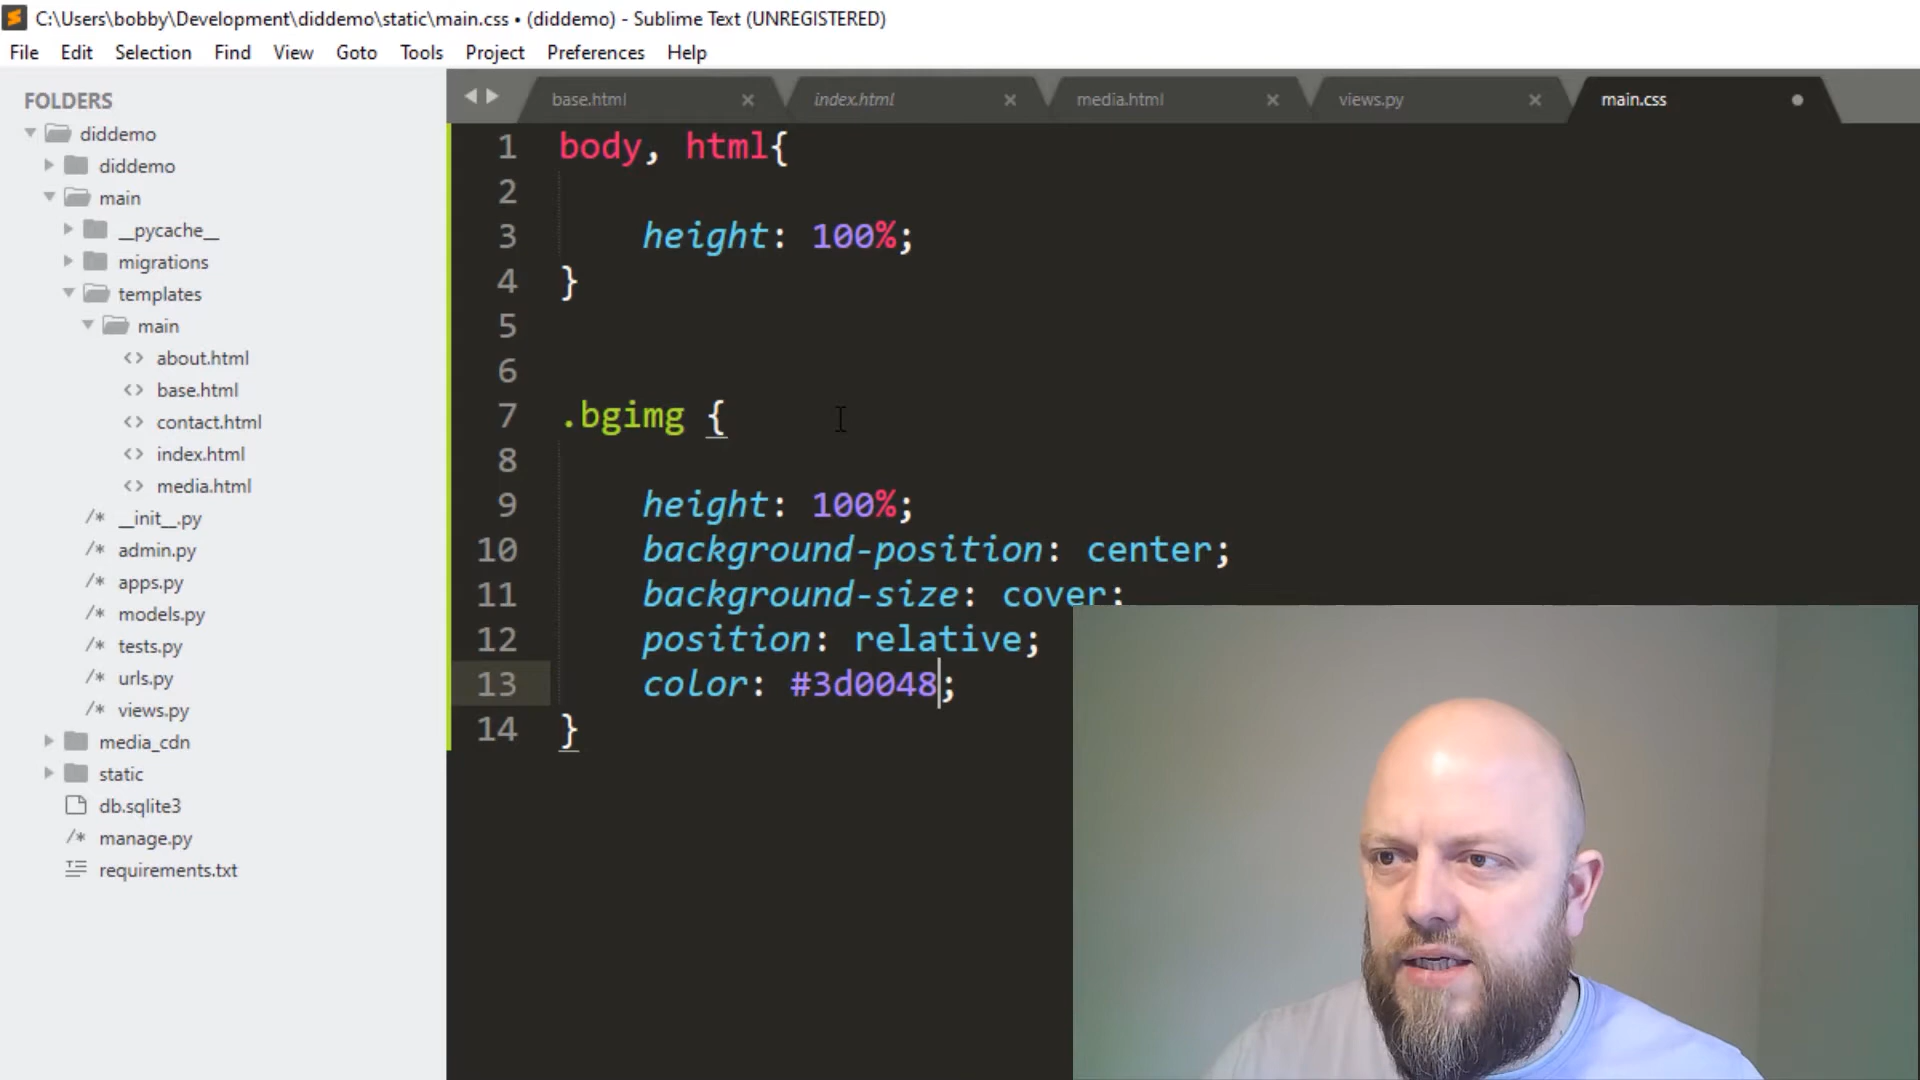 C:\Users\bobby\Development\diddemo\static\main.css • (diddemo) - Sublime Text (UNREGISTERED)
File Edit Selection Find View Goto Tools Project Preferences Help
FOLDERS
diddemo
diddemo
main
__pycache__
migrations
templates
main
about.html
base.html
contact.html
index.html
media.html
__init__.py
admin.py
apps.py
models.py
tests.py
urls.py
views.py
media_cdn
static
db.sqlite3
manage.py
requirements.txt
base.html index.html media.html views.py main.css
1 body, html{
2
3 height: 100%;
4 }
5
6
7 .bgimg {
8
9 height: 100%;
10 background-position: center;
11 background-size: cover;
12 position: relative;
13 color: #3d0048;
14 }